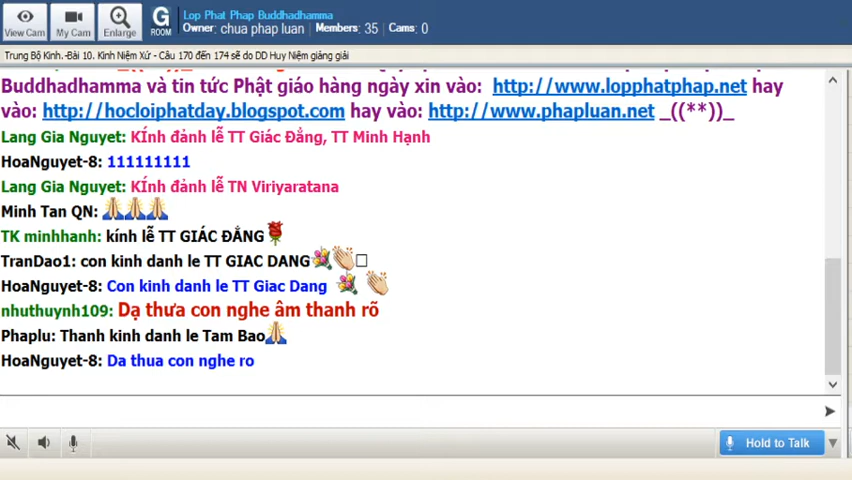 Lop Phat Phap Buddhadhamma
Owner: chua phap luan Members: 35 Cams: 0
View Cam
My Cam
Enlarge
G
ROOM
Trung Bộ Kinh.-Bài 10. Kinh Niệm Xứ - Câu 170 đến 174 sẽ do DD Huy Niệm giảng giải
Buddhadhamma và tin tức Phật giáo hàng ngày xin vào: http://www.lopphatphap.net hay
vào: http://hocloiphatday.blogspot.com hay vào: http://www.phapluan.net _((**))_
Lang Gia Nguyet: KÍnh đảnh lễ TT Giác Đẳng, TT Minh Hạnh
HoaNguyet-8: 111111111
Lang Gia Nguyet: KÍnh đảnh lễ TN Viriyaratana
Minh Tan QN: 🙏🙏🙏
TK minhhanh: kính lễ TT GIÁC ĐẲNG🌹
TranDao1: con kinh danh le TT GIAC DANG💐👏□
HoaNguyet-8: Con kinh danh le TT Giac Dang 💐 👏
nhuthuynh109: Dạ thưa con nghe âm thanh rõ
Phaplu: Thanh kinh danh le Tam Bao🙏
HoaNguyet-8: Da thua con nghe ro
Hold to Talk